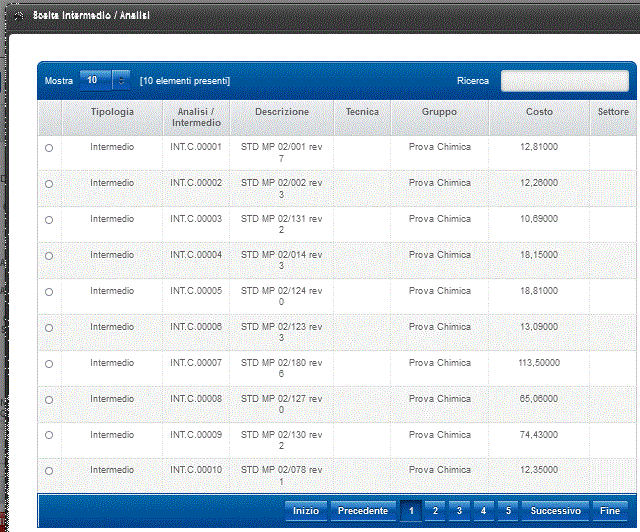 Scelta Intermedio / Analisi
Mostra 10 [10 elementi presenti] Ricerca
Tipologia Analisi / Intermedio Descrizione Tecnica Gruppo Costo Settore
Intermedio INT.C.00001 STD MP 02/001 rev 7 Prova Chimica 12,81000
Intermedio INT.C.00002 STD MP 02/002 rev 3 Prova Chimica 12,26000
Intermedio INT.C.00003 STD MP 02/131 rev 2 Prova Chimica 10,69000
Intermedio INT.C.00004 STD MP 02/014 rev 3 Prova Chimica 18,15000
Intermedio INT.C.00005 STD MP 02/124 rev 0 Prova Chimica 18,81000
Intermedio INT.C.00006 STD MP 02/123 rev 3 Prova Chimica 13,09000
Intermedio INT.C.00007 STD MP 02/180 rev 6 Prova Chimica 113,50000
Intermedio INT.C.00008 STD MP 02/127 rev 0 Prova Chimica 65,06000
Intermedio INT.C.00009 STD MP 02/130 rev 2 Prova Chimica 74,43000
Intermedio INT.C.00010 STD MP 02/078 rev 1 Prova Chimica 12,35000
Inizio Precedente 1 2 3 4 5 Successivo Fine